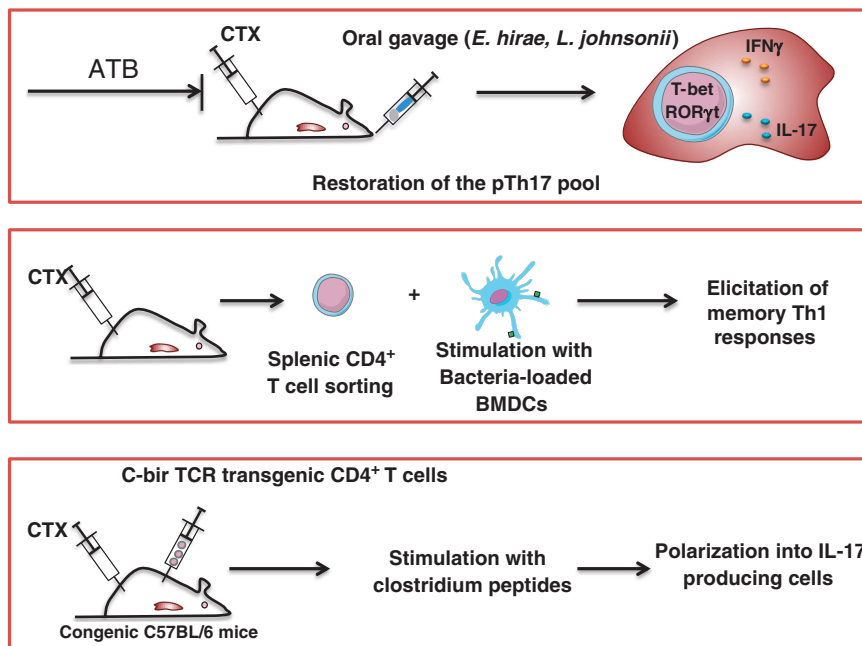 CTX
Oral gavage (E. hirae, L. johnsonii)
ATB
IFNγ
T-bet
RORγt
IL-17
Restoration of the pTh17 pool
CTX
+
Splenic CD4⁺
T cell sorting
Stimulation with
Bacteria-loaded
BMDCs
Elicitation of
memory Th1
responses
C-bir TCR transgenic CD4⁺ T cells
CTX
Congenic C57BL/6 mice
Stimulation with
clostridium peptides
Polarization into IL-17
producing cells